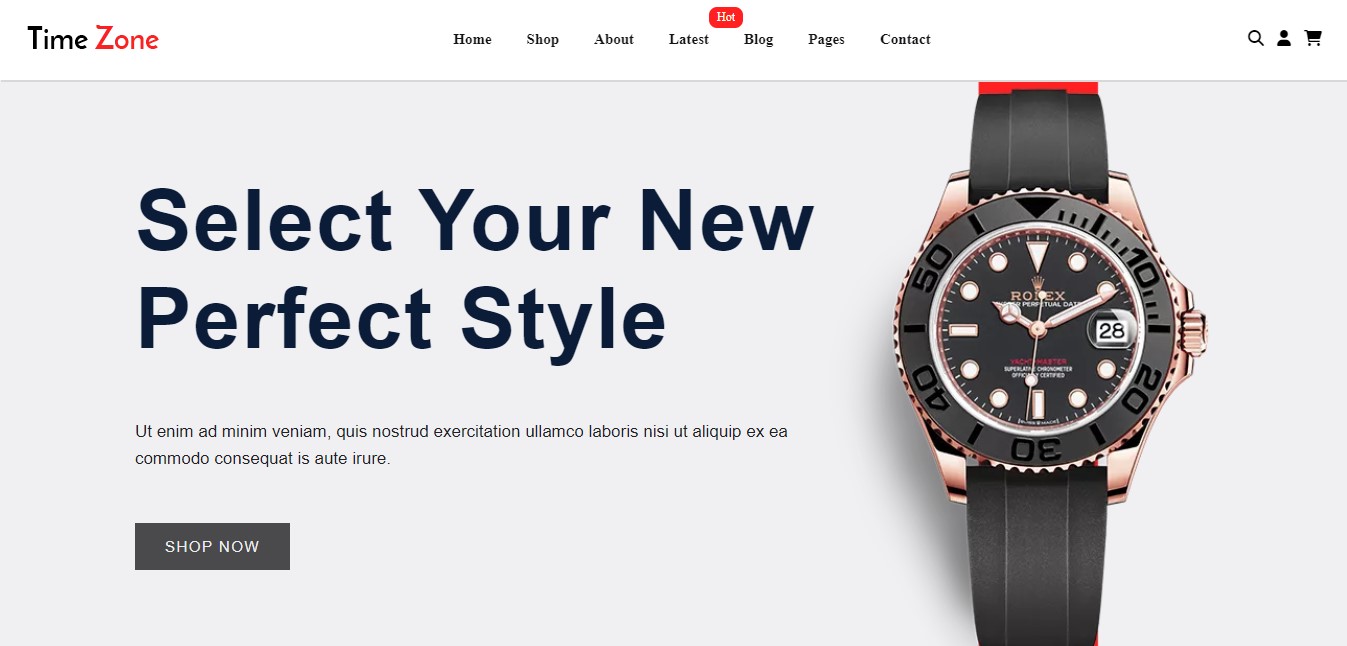 Time Zone
Hot
Home Shop About Latest Blog Pages Contact
Select Your New
Perfect Style
Ut enim ad minim veniam, quis nostrud exercitation ullamco laboris nisi ut aliquip ex ea
commodo consequat is aute irure.
SHOP NOW
10
50
ROLEX
OYSTER PERPETUAL DATE
28
YACHT-MASTER
SUPERLATIVE CHRONOMETER
OFFICIALLY CERTIFIED
40
20
30